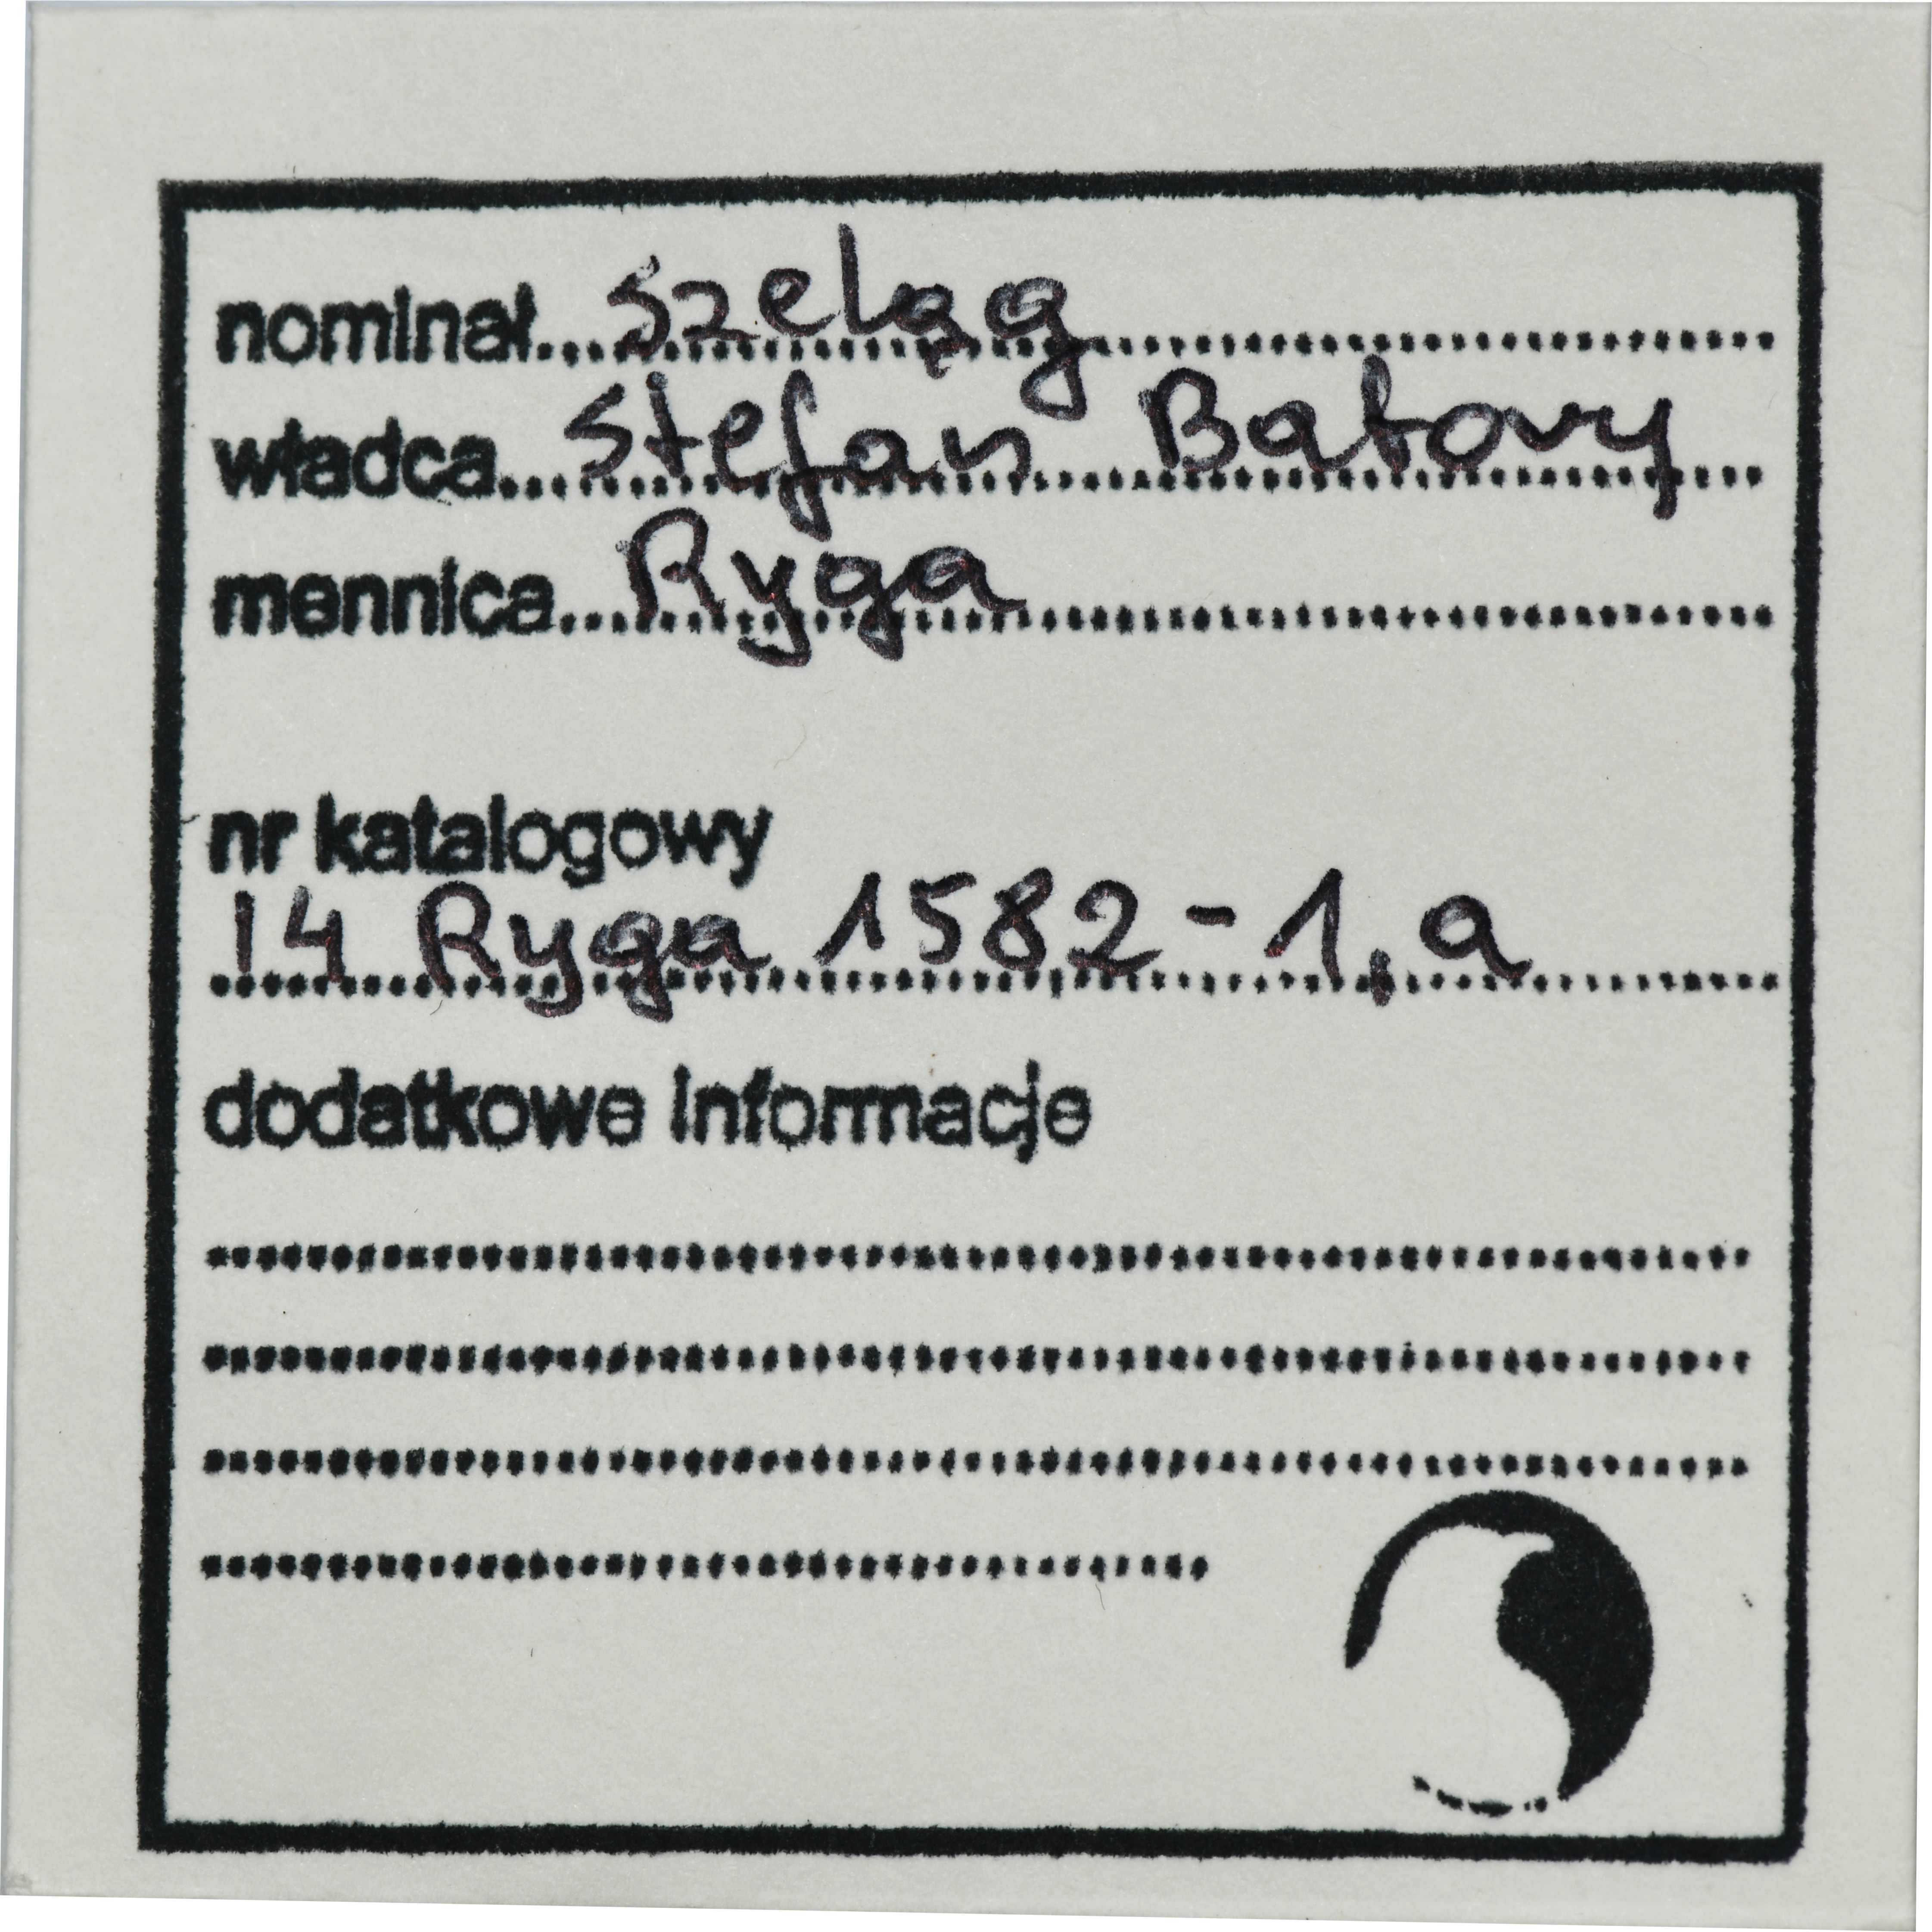 nominał...szeląg
władca...Stefan Batory
mennica...Ryga
nr katalogowy
14 Ryga 1582-1,a
dodatkowe informacje